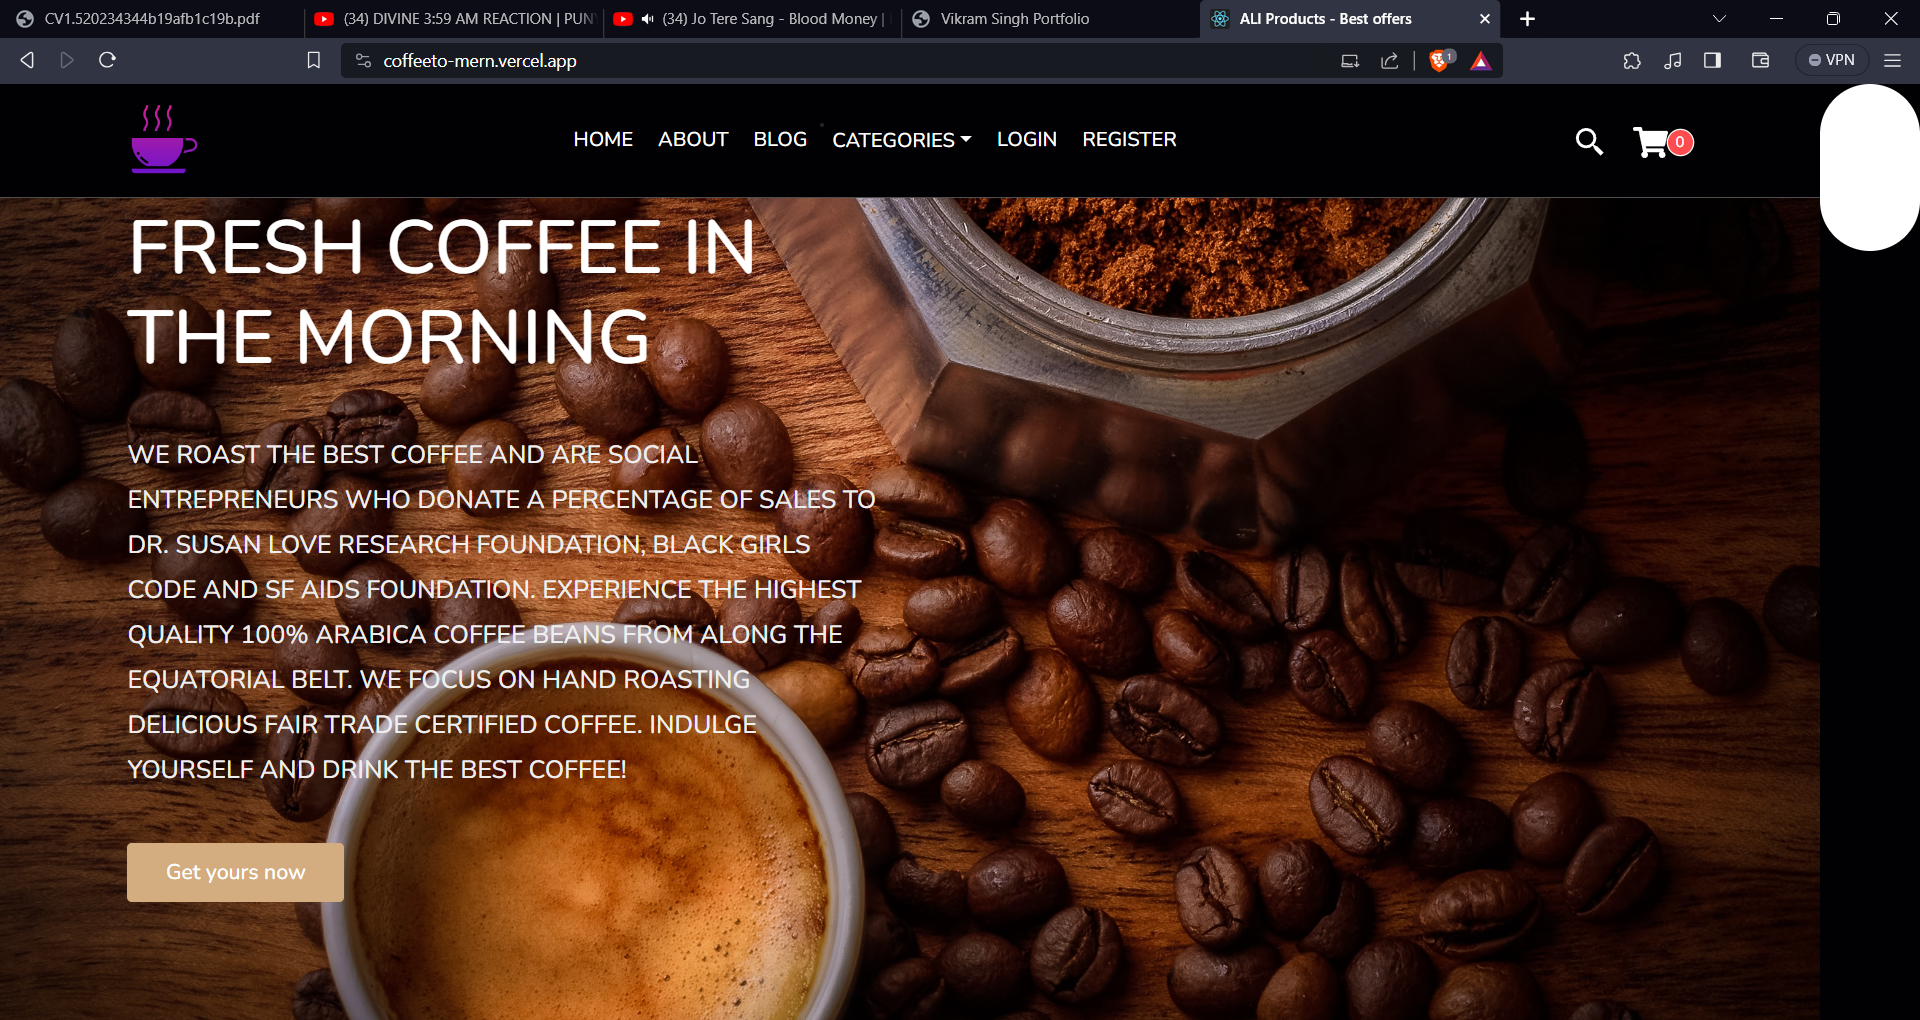 CV1.520234344b19afb1c19b.pdf
(34) DIVINE 3:59 AM REACTION | PUN
(34) Jo Tere Sang - Blood Money |
Vikram Singh Portfolio
ALI Products - Best offers
coffeeto-mern.vercel.app
1
VPN
HOME ABOUT BLOG CATEGORIES LOGIN REGISTER
0
FRESH COFFEE IN
THE MORNING
WE ROAST THE BEST COFFEE AND ARE SOCIAL
ENTREPRENEURS WHO DONATE A PERCENTAGE OF SALES TO
DR. SUSAN LOVE RESEARCH FOUNDATION, BLACK GIRLS
CODE AND SF AIDS FOUNDATION. EXPERIENCE THE HIGHEST
QUALITY 100% ARABICA COFFEE BEANS FROM ALONG THE
EQUATORIAL BELT. WE FOCUS ON HAND ROASTING
DELICIOUS FAIR TRADE CERTIFIED COFFEE. INDULGE
YOURSELF AND DRINK THE BEST COFFEE!
Get yours now